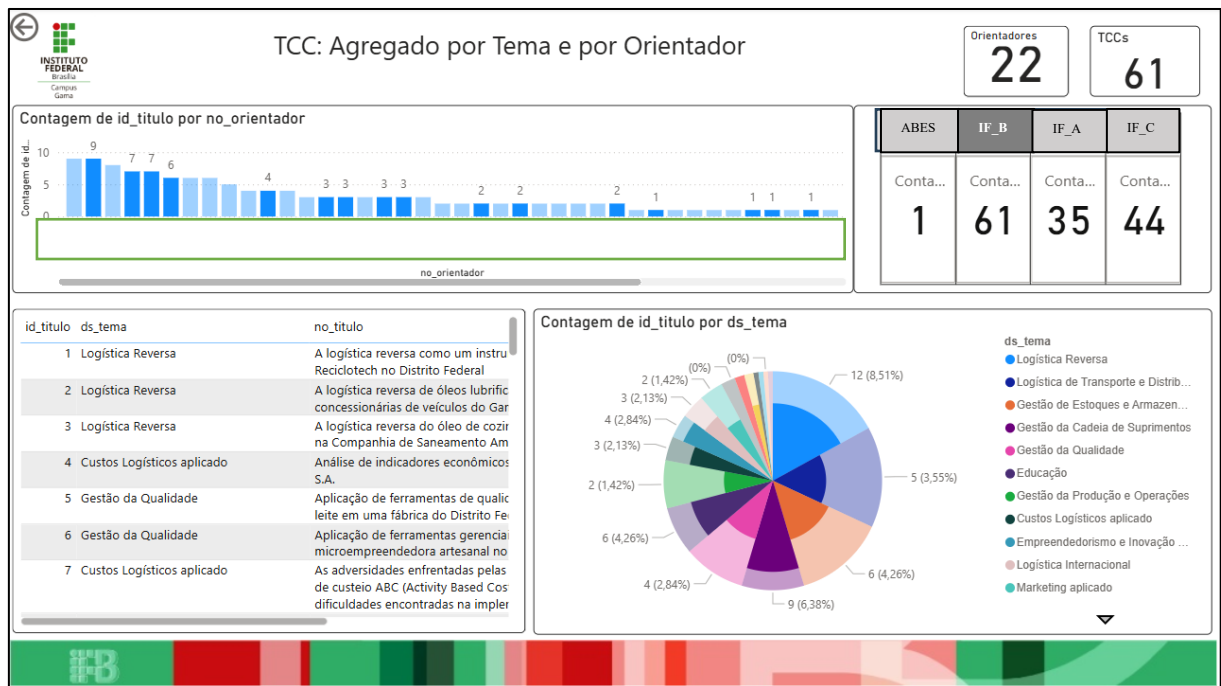 INSTITUTO
FEDERAL
Brasília
Campus
Gama
TCC: Agregado por Tema e por Orientador
Orientadores
22
TCCs
61
Contagem de id_titulo por no_orientador
Contagem de id...
10
5
0
9
7
7
6
4
3
3
3
3
2
2
2
1
1
1
1
no_orientador
ABES
IF_B
IF_A
IF_C
Conta...
Conta...
Conta...
Conta...
1
61
35
44
id_titulo ds_tema no_titulo
1 Logística Reversa A logística reversa como um instru
Reciclotech no Distrito Federal
2 Logística Reversa A logística reversa de óleos lubrific
concessionárias de veículos do Gar
3 Logística Reversa A logística reversa do óleo de cozir
na Companhia de Saneamento Am
4 Custos Logísticos aplicado Análise de indicadores econômicos
S.A.
5 Gestão da Qualidade Aplicação de ferramentas de qualic
leite em uma fábrica do Distrito Fe
6 Gestão da Qualidade Aplicação de ferramentas gerenciai
microempreendedora artesanal no
7 Custos Logísticos aplicado As adversidades enfrentadas pelas
de custeio ABC (Activity Based Cos
dificuldades encontradas na impler
Contagem de id_titulo por ds_tema
12 (8,51%)
5 (3,55%)
6 (4,26%)
9 (6,38%)
4 (2,84%)
6 (4,26%)
2 (1,42%)
3 (2,13%)
4 (2,84%)
3 (2,13%)
2 (1,42%)
(0%)
(0%)
ds_tema
Logística Reversa
Logística de Transporte e Distrib...
Gestão de Estoques e Armazen...
Gestão da Cadeia de Suprimentos
Gestão da Qualidade
Educação
Gestão da Produção e Operações
Custos Logísticos aplicado
Empreendedorismo e Inovação ...
Logística Internacional
Marketing aplicado
IFB